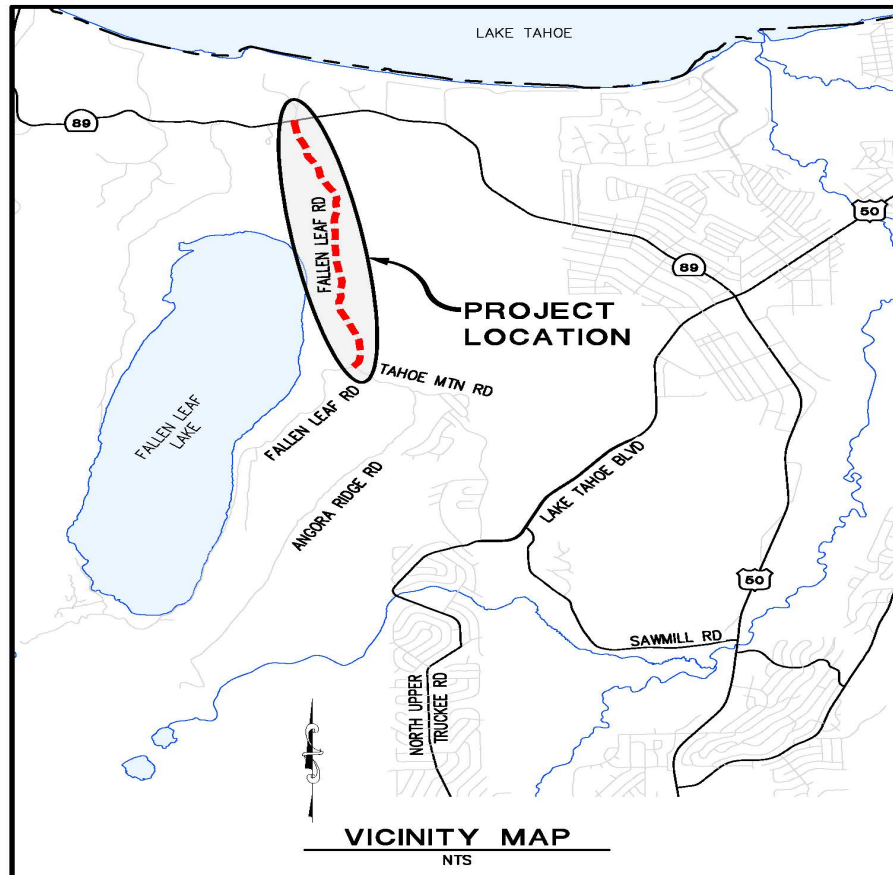 LAKE TAHOE
89
FALLEN LEAF RD
50
89
PROJECT
LOCATION
TAHOE MTN RD
FALLEN LEAF
LAKE
FALLEN LEAF RD
ANGORA RIDGE RD
LAKE TAHOE BLVD
50
SAWMILL RD
NORTH UPPER
TRUCKEE RD
VICINITY MAP
NTS